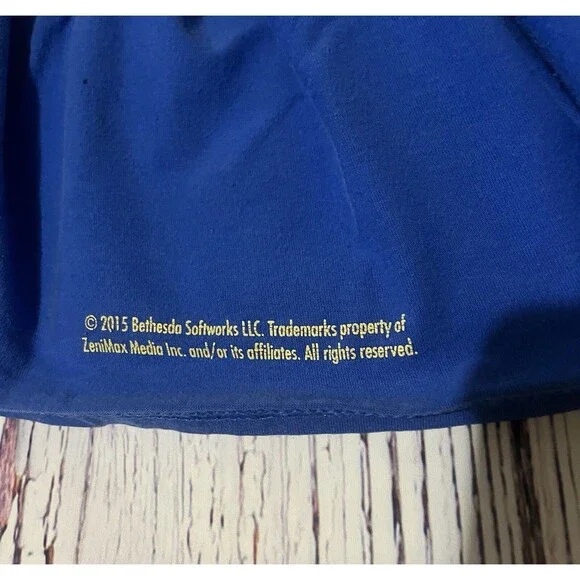 © 2015 Bethesda Softworks LLC. Trademarks property of
ZeniMax Media Inc. and/or its affiliates. All rights reserved.